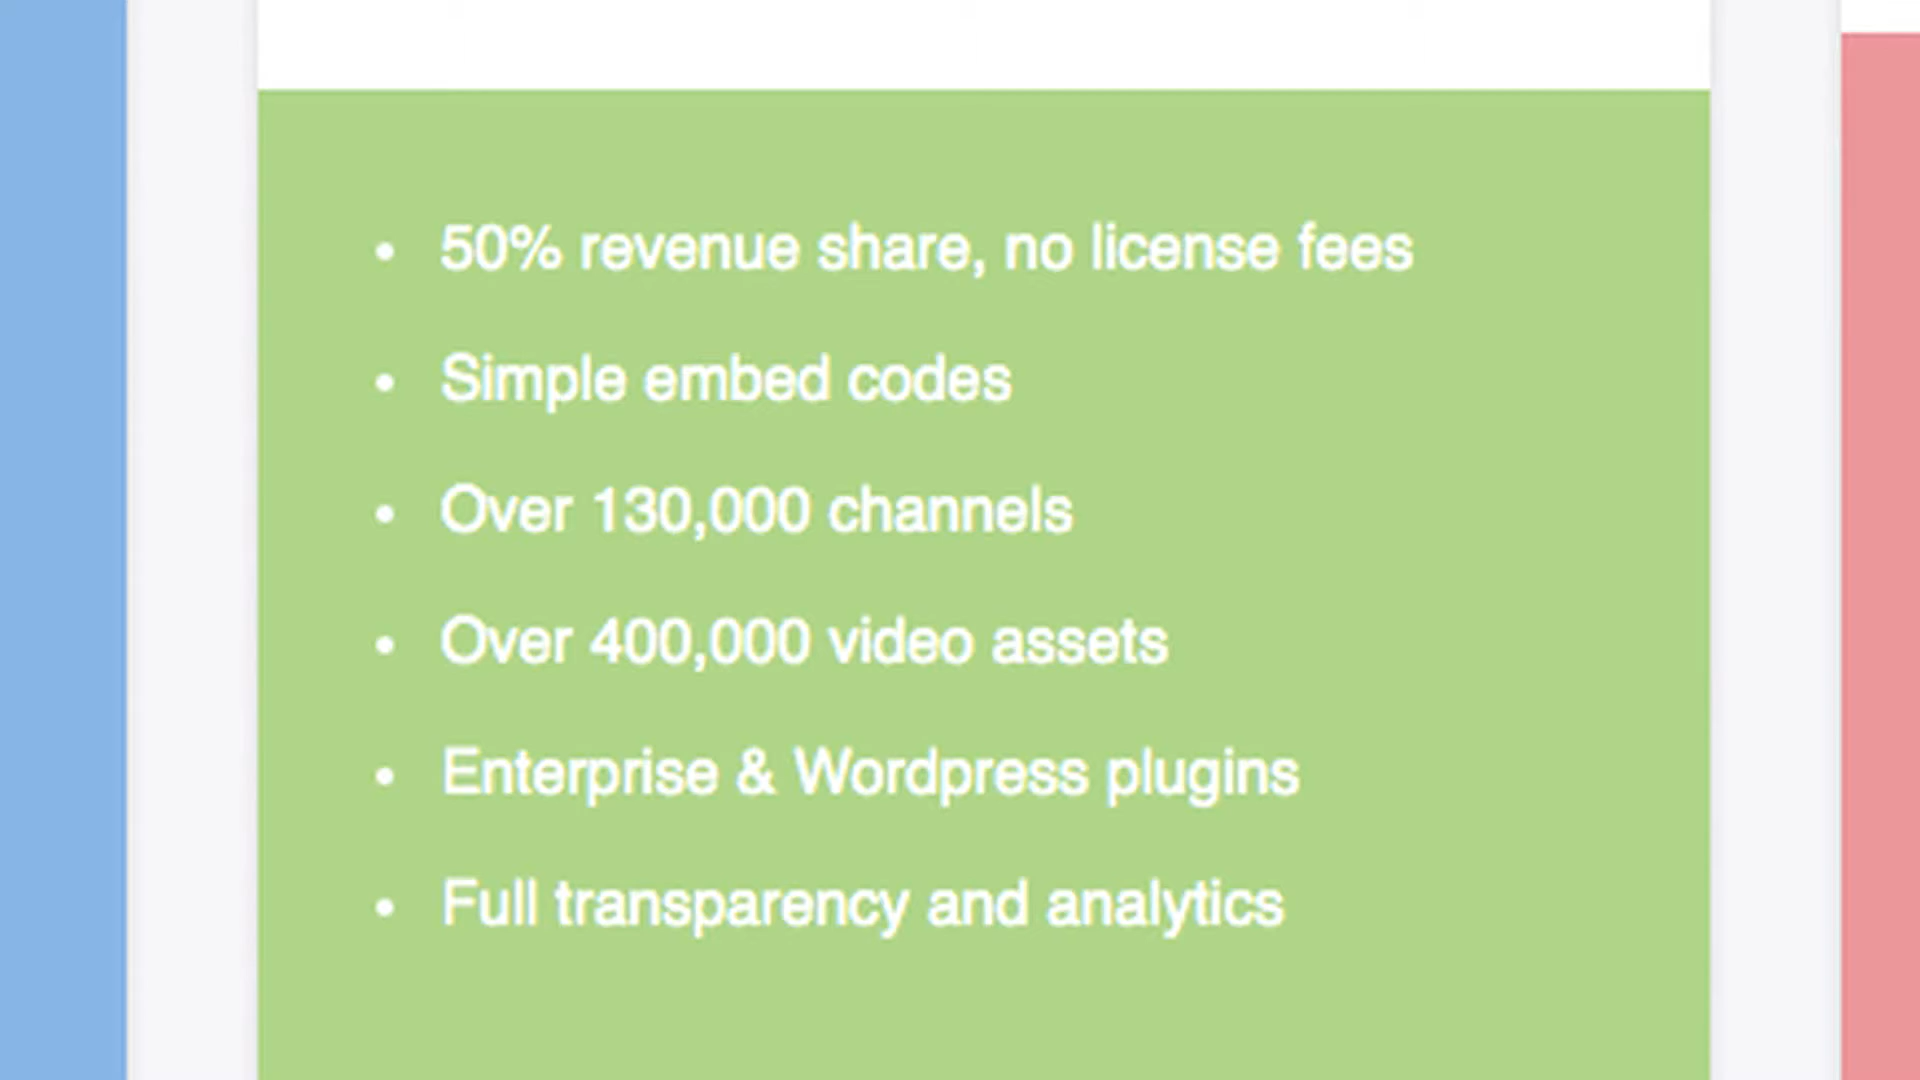 • 50% revenue share, no license fees
• Simple embed codes
• Over 130,000 channels
• Over 400,000 video assets
• Enterprise & Wordpress plugins
• Full transparency and analytics